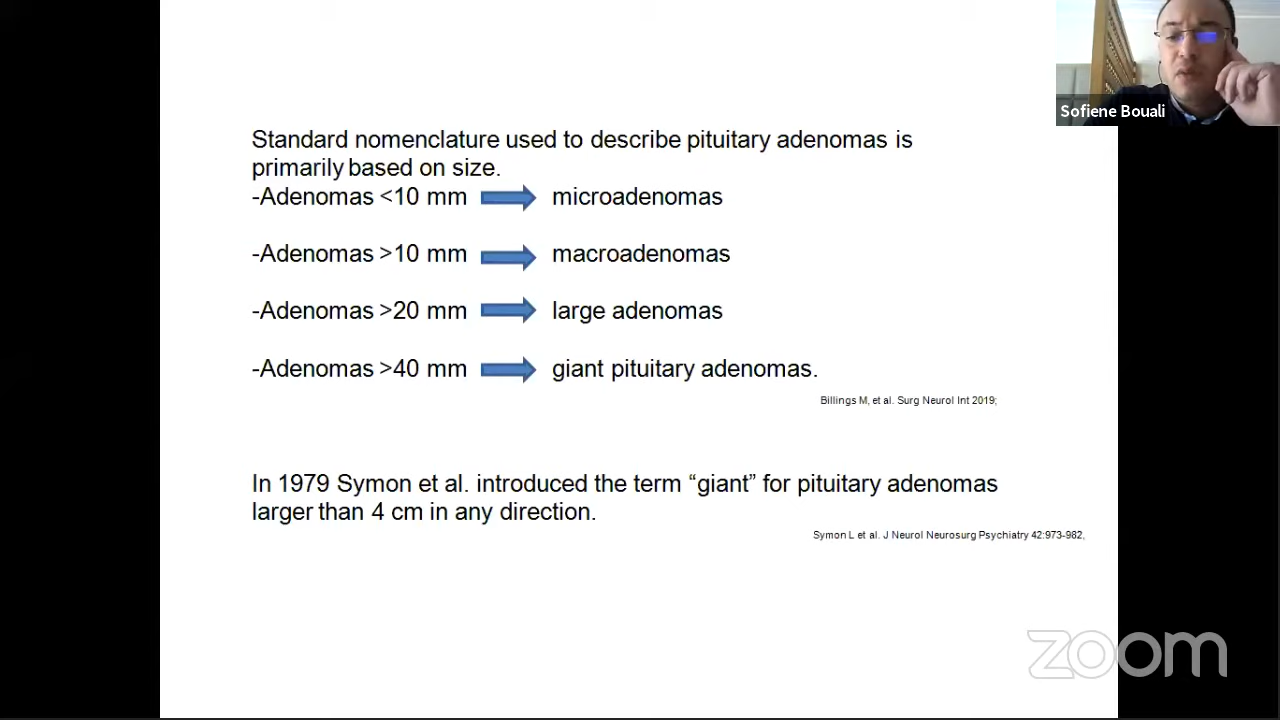 Sofiene Bouali
Standard nomenclature used to describe pituitary adenomas is
primarily based on size.
-Adenomas <10 mm microadenomas
-Adenomas >10 mm macroadenomas
-Adenomas >20 mm large adenomas
-Adenomas >40 mm giant pituitary adenomas.
Billings M, et al. Surg Neurol Int 2019;
In 1979 Symon et al. introduced the term “giant” for pituitary adenomas
larger than 4 cm in any direction.
Symon L et al. J Neurol Neurosurg Psychiatry 42:973-982,
zoom